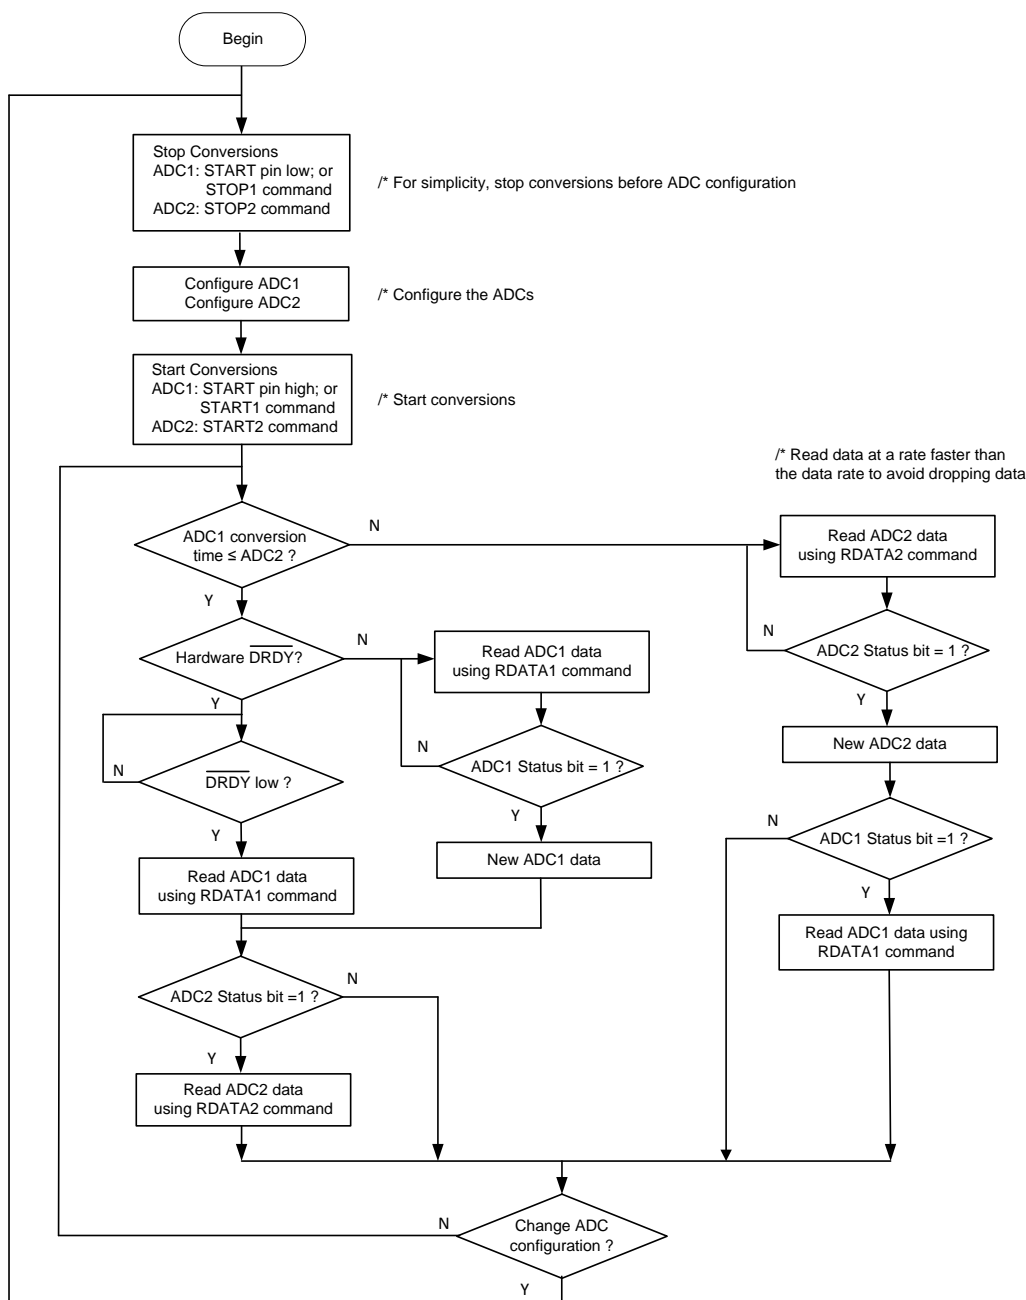 Begin
Stop Conversions
ADC1: START pin low; or
STOP1 command
ADC2: STOP2 command
/* For simplicity, stop conversions before ADC configuration
Configure ADC1
Configure ADC2
/* Configure the ADCs
Start Conversions
ADC1: START pin high; or
START1 command
ADC2: START2 command
/* Start conversions
/* Read data at a rate faster than
the data rate to avoid dropping data
ADC1 conversion
time ≤ ADC2 ?
N
Y
Read ADC2 data
using RDATA2 command
Hardware DRDY?
N
Y
Read ADC1 data
using RDATA1 command
N
ADC2 Status bit = 1 ?
Y
New ADC2 data
N
DRDY low ?
Y
N
ADC1 Status bit = 1 ?
Y
New ADC1 data
N
ADC1 Status bit =1 ?
Y
Read ADC1 data
using RDATA1 command
Read ADC1 data using
RDATA1 command
ADC2 Status bit =1 ?
N
Y
Read ADC2 data
using RDATA2 command
N
Change ADC
configuration ?
Y